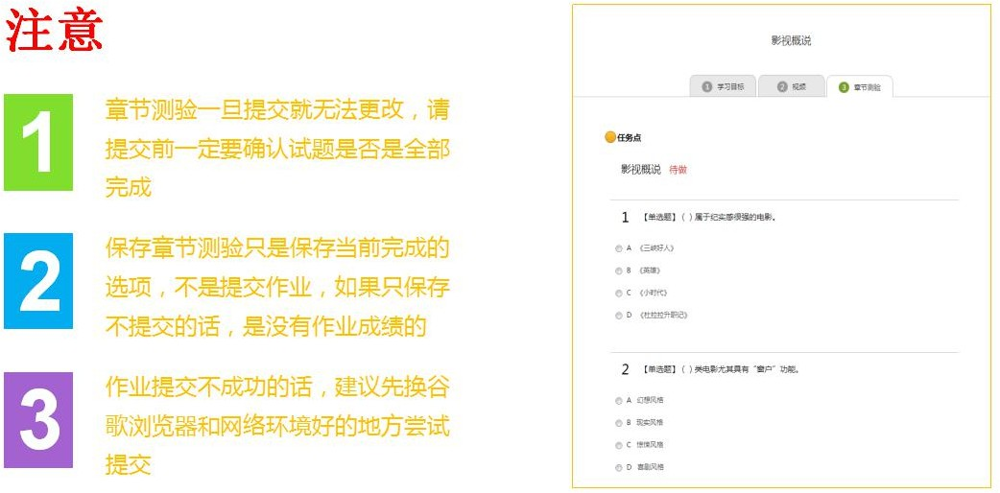 注意
1
章节测验一旦提交就无法更改，请
提交前一定要确认试题是否是全部
完成
2
保存章节测验只是保存当前完成的
选项，不是提交作业，如果只保存
不提交的话，是没有作业成绩的
3
作业提交不成功的话，建议先换谷
歌浏览器和网络环境好的地方尝试
提交
影视概说
1 学习目标 2 视频 3 章节测验
任务点
影视概说 待做
1 【单选题】（ ）属于纪实感很强的电影。
A 《三峡好人》
B 《英雄》
C 《小时代》
D 《杜拉拉升职记》
2 【单选题】（ ）类电影尤其具有“窗户”功能。
A 幻想风格
B 现实风格
C 惊悚风格
D 喜剧风格